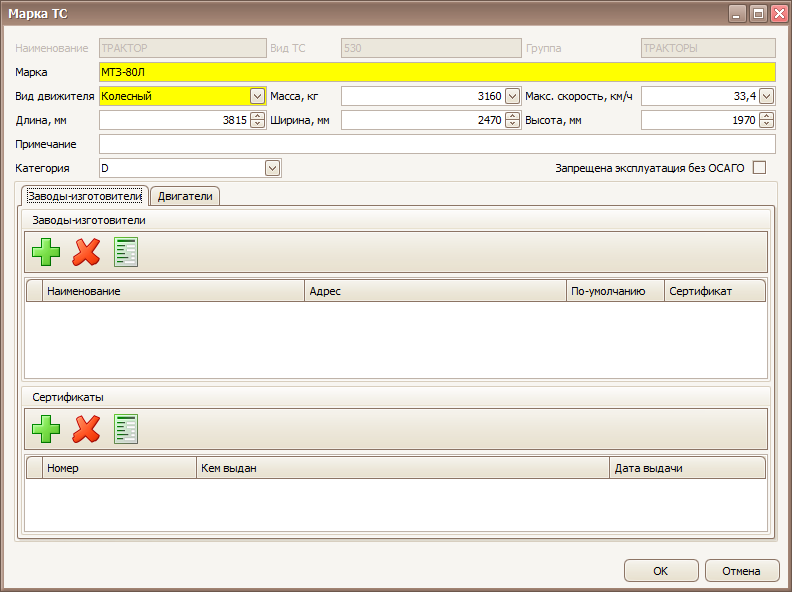 Марка ТС
Наименование ТРАКТОР Вид ТС 530 Группа ТРАКТОРЫ
Марка МТЗ-80Л
Вид движителя Колесный Масса, кг 3160 Макс. скорость, км/ч 33,4
Длина, мм 3815 Ширина, мм 2470 Высота, мм 1970
Примечание
Категория D Запрещена эксплуатация без ОСАГО
Заводы-изготовители Двигатели
Заводы-изготовители
Наименование Адрес По-умолчанию Сертификат
Сертификаты
Номер Кем выдан Дата выдачи
ОК Отмена